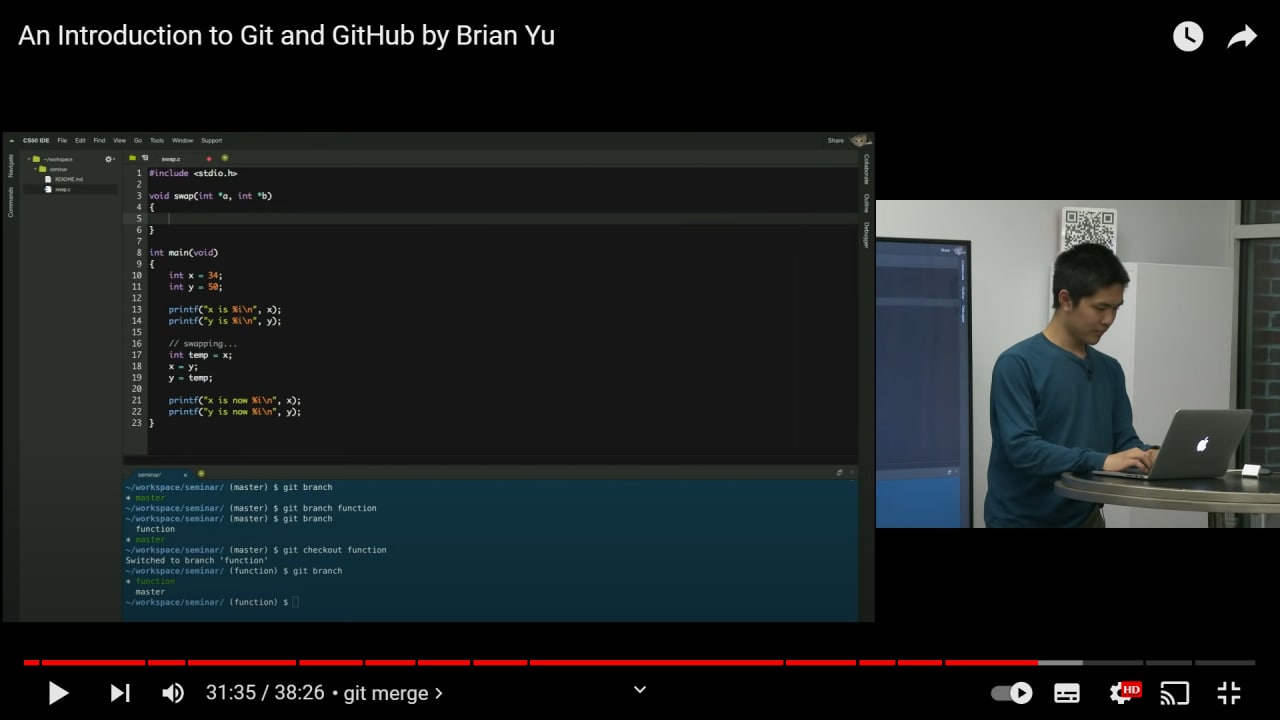 An Introduction to Git and GitHub by Brian Yu
CS50 IDE File Edit Find View Go Tools Window Support Share
Navigate
Commands
Collaborate
Outline
Debugger
~/workspace
seminar
README.md
swap.c
swap.c
1 #include <stdio.h>
2
3 void swap(int *a, int *b)
4 {
5
6 }
7
8 int main(void)
9 {
10 int x = 34;
11 int y = 50;
12
13 printf("x is %i\n", x);
14 printf("y is %i\n", y);
15
16 // swapping...
17 int temp = x;
18 x = y;
19 y = temp;
20
21 printf("x is now %i\n", x);
22 printf("y is now %i\n", y);
23 }
seminar/
~/workspace/seminar/ (master) $ git branch
* master
~/workspace/seminar/ (master) $ git branch function
~/workspace/seminar/ (master) $ git branch
function
* master
~/workspace/seminar/ (master) $ git checkout function
Switched to branch 'function'
~/workspace/seminar/ (function) $ git branch
* function
master
~/workspace/seminar/ (function) $
31:35 / 38:26 • git merge >
HD